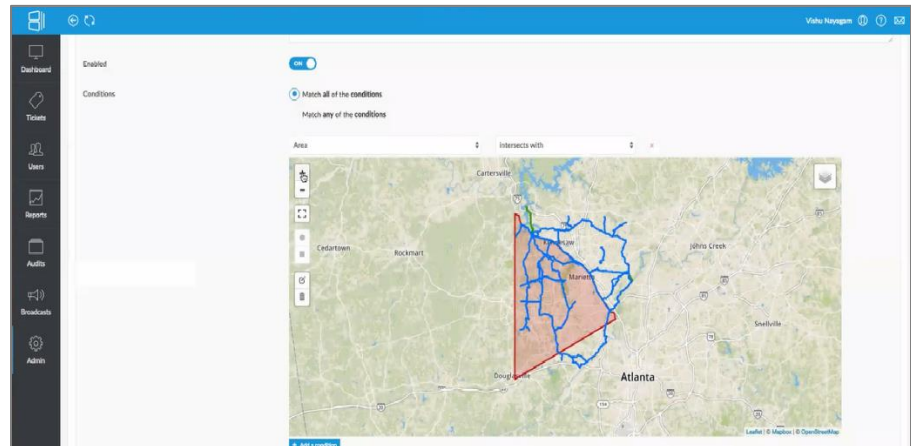 Vishu Nayagam
Dashboard
Tickets
Users
Reports
Audits
Broadcasts
Admin
Enabled
ON
Conditions
Match all of the conditions
Match any of the conditions
Area
intersects with
×
+
-
Cartersville
Cedartown
Rockmart
Johns Creek
Marietta
Snellville
Atlanta
Leaflet | © Mapbox | © OpenStreetMap
+ Add a condition